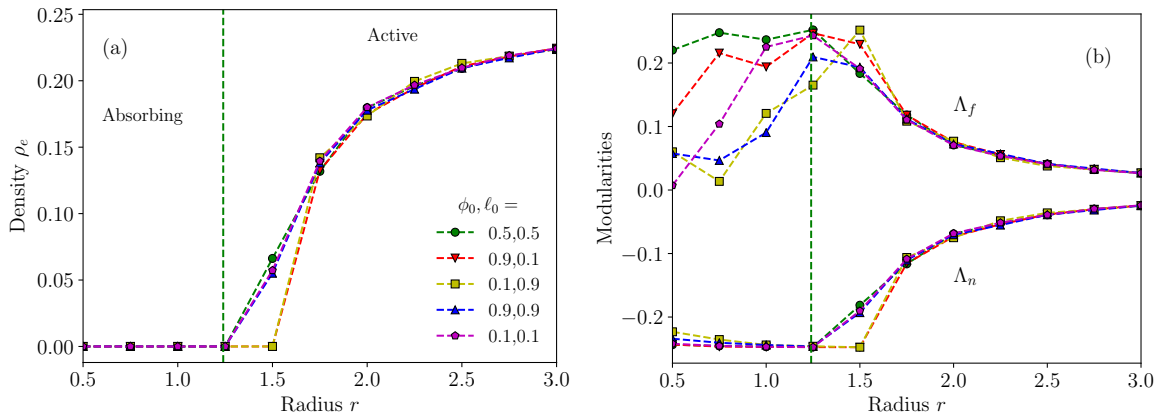 (a)
Active
Absorbing
Density ρ_e
0.25
0.20
0.15
0.10
0.05
0.00
ϕ_0, ℓ_0 =
0.5,0.5
0.9,0.1
0.1,0.9
0.9,0.9
0.1,0.1
0.5 1.0 1.5 2.0 2.5 3.0
Radius r
(b)
Λ_f
Λ_n
Modularities
0.2
0.1
0.0
−0.1
−0.2
0.5 1.0 1.5 2.0 2.5 3.0
Radius r